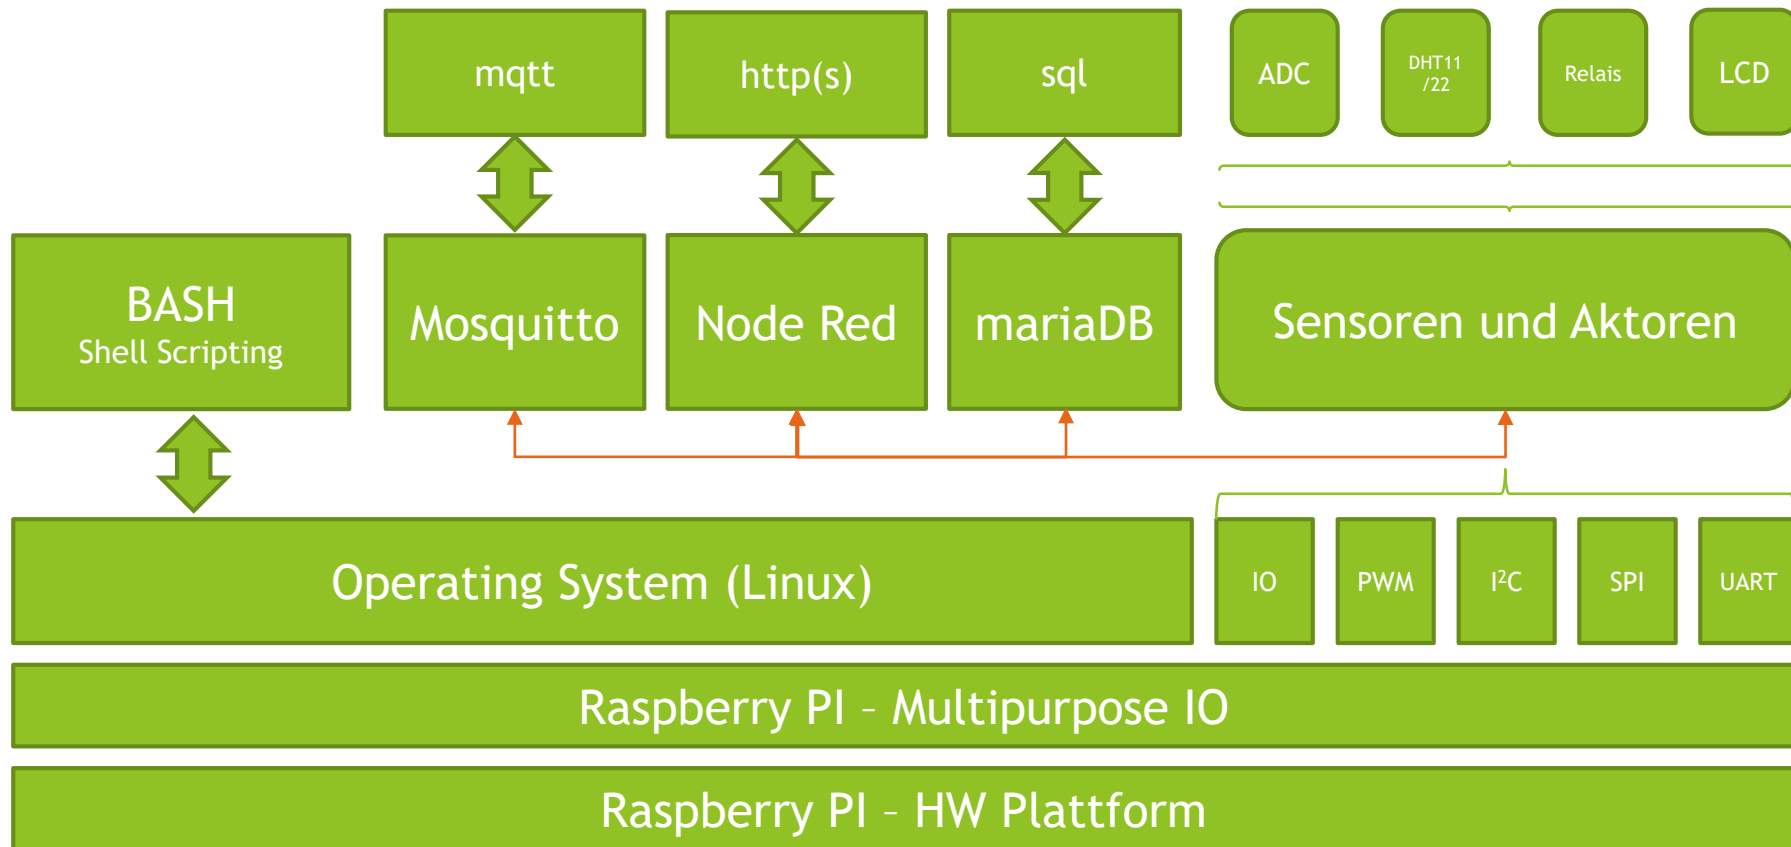 mqtt
http(s)
sql
ADC
DHT11
/22
Relais
LCD
BASH
Shell Scripting
Mosquitto
Node Red
mariaDB
Sensoren und Aktoren
Operating System (Linux)
IO
PWM
I²C
SPI
UART
Raspberry PI – Multipurpose IO
Raspberry PI – HW Plattform